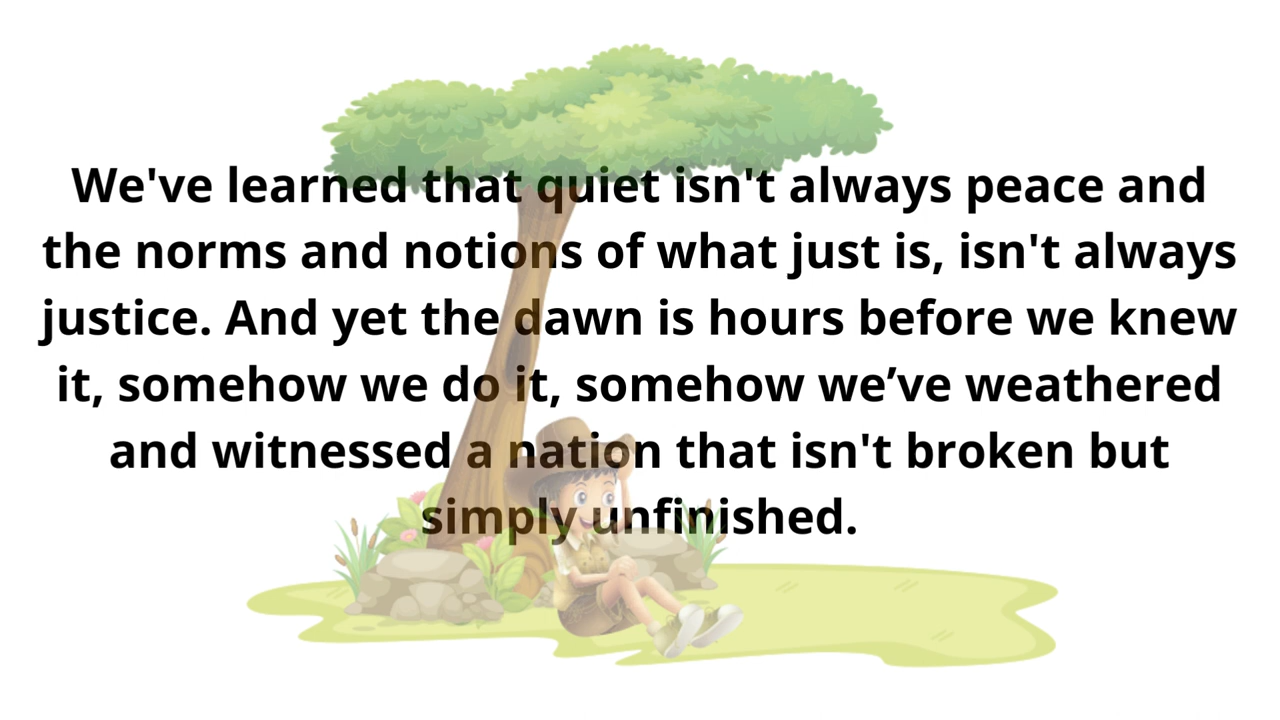 We've learned that quiet isn't always peace and
the norms and notions of what just is, isn't always
justice. And yet the dawn is hours before we knew
it, somehow we do it, somehow we’ve weathered
and witnessed a nation that isn't broken but
simply unfinished.